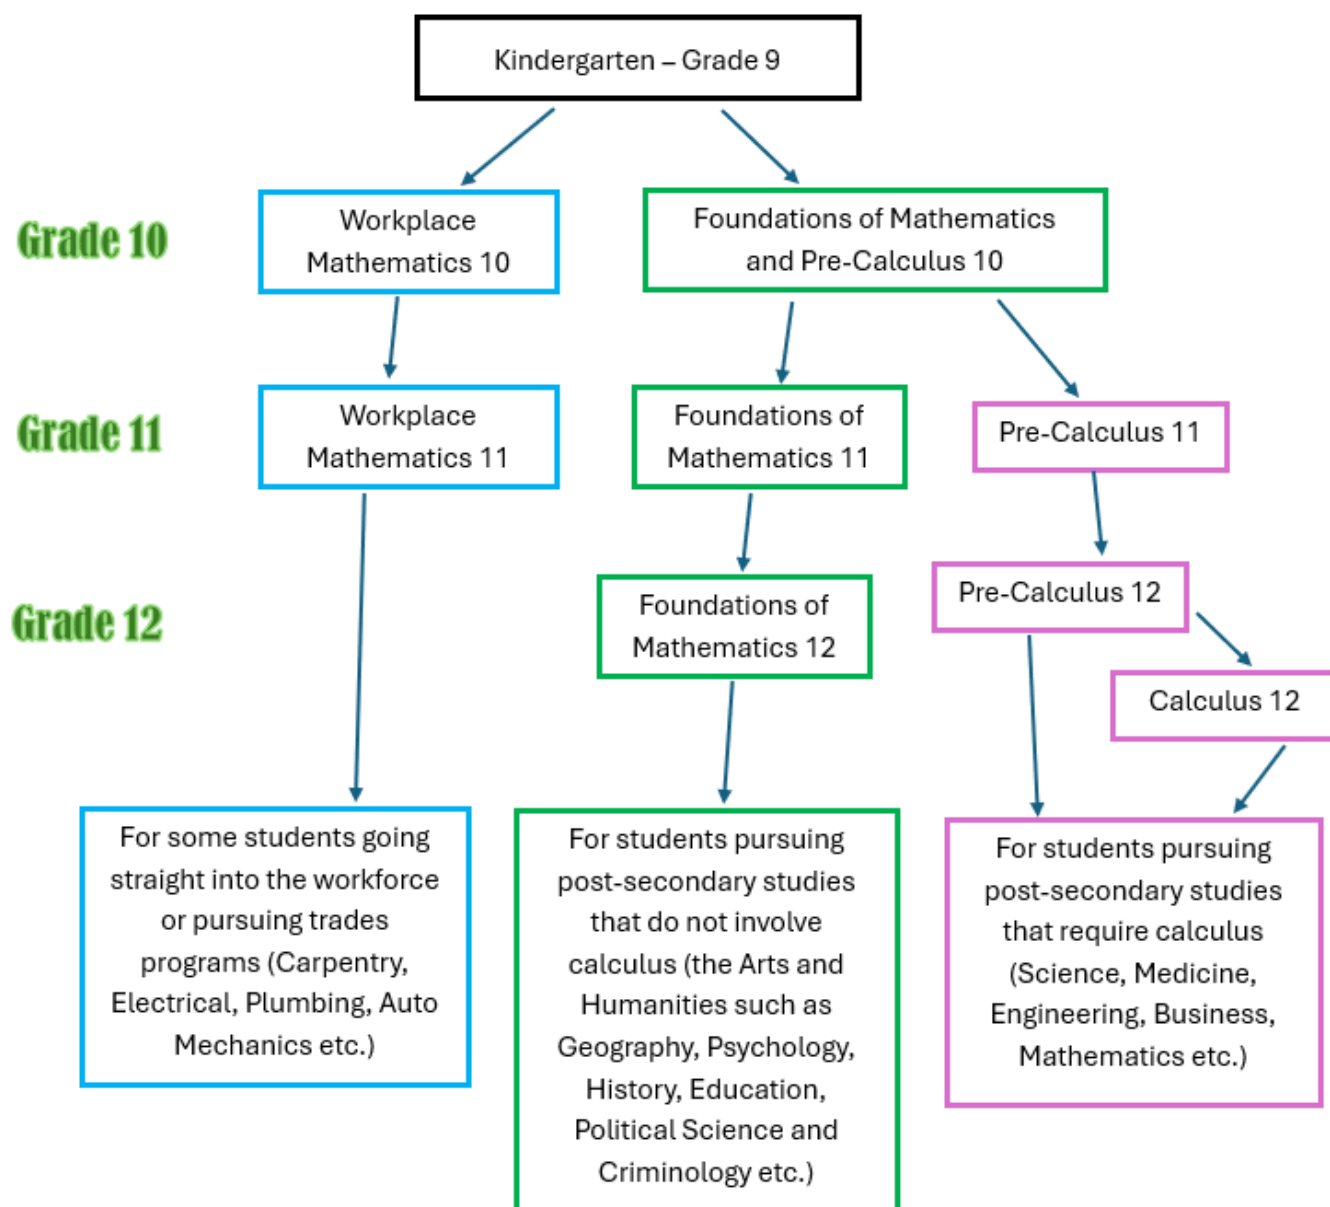 Kindergarten – Grade 9
Grade 10
Workplace
Mathematics 10
Foundations of Mathematics
and Pre-Calculus 10
Grade 11
Workplace
Mathematics 11
Foundations of
Mathematics 11
Pre-Calculus 11
Grade 12
Foundations of
Mathematics 12
Pre-Calculus 12
Calculus 12
For some students going
straight into the workforce
or pursuing trades
programs (Carpentry,
Electrical, Plumbing, Auto
Mechanics etc.)
For students pursuing
post-secondary studies
that do not involve
calculus (the Arts and
Humanities such as
Geography, Psychology,
History, Education,
Political Science and
Criminology etc.)
For students pursuing
post-secondary studies
that require calculus
(Science, Medicine,
Engineering, Business,
Mathematics etc.)